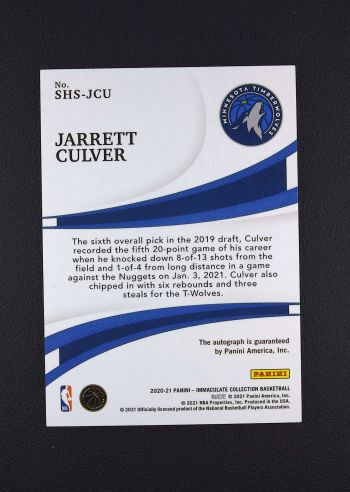 No.
SHS-JCU
MINNESOTA TIMBERWOLVES
JARRETT
CULVER
The sixth overall pick in the 2019 draft, Culver
recorded the fifth 20-point game of his career
when he knocked down 8-of-13 shots from the
field and 1-of-4 from long distance in a game
against the Nuggets on Jan. 3, 2021. Culver also
chipped in with six rebounds and three
steals for the T-Wolves.
The autograph is guaranteed
by Panini America, Inc.
PANINI
2020-21 PANINI – IMMACULATE COLLECTION BASKETBALL
© 2021 Panini America, Inc.
© 2021 NBA Properties, Inc. Produced in the USA.
© 2021 Officially licensed product of the National Basketball Players Association.
NBA